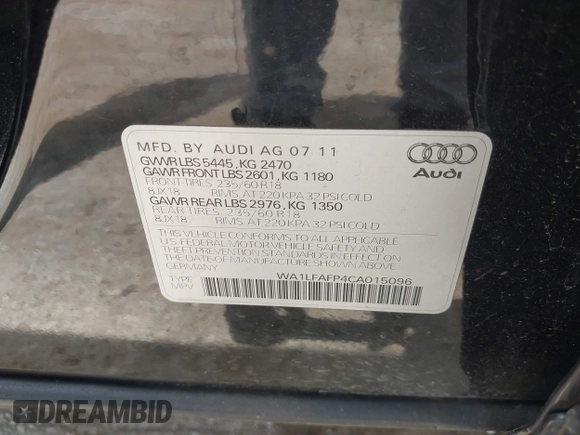 MFD. BY AUDI AG 07 11
GVWR LBS 5445, KG 2470
GAWR FRONT LBS 2601, KG 1180
FRONT-TIRES 235/60 R18
8JX18 RIMS, AT 220 KPA 32 PSI COLD
GAWR REAR LBS 2976, KG 1350
REAR TIRES 235/60 R18
8JX18 RIMS, AT 220 KPA 32 PSI COLD
THIS VEHICLE CONFORMS TO ALL APPLICABLE
U.S. FEDERAL MOTOR VEHICLE SAFETY AND
THEFT PREVENTION STANDARDS IN EFFECT ON
THE DATE OF MANUFACTURE SHOWN ABOVE
GERMANY
TYPE
MPV WA1LFAFP4CA015096
Audi
DREAMBID